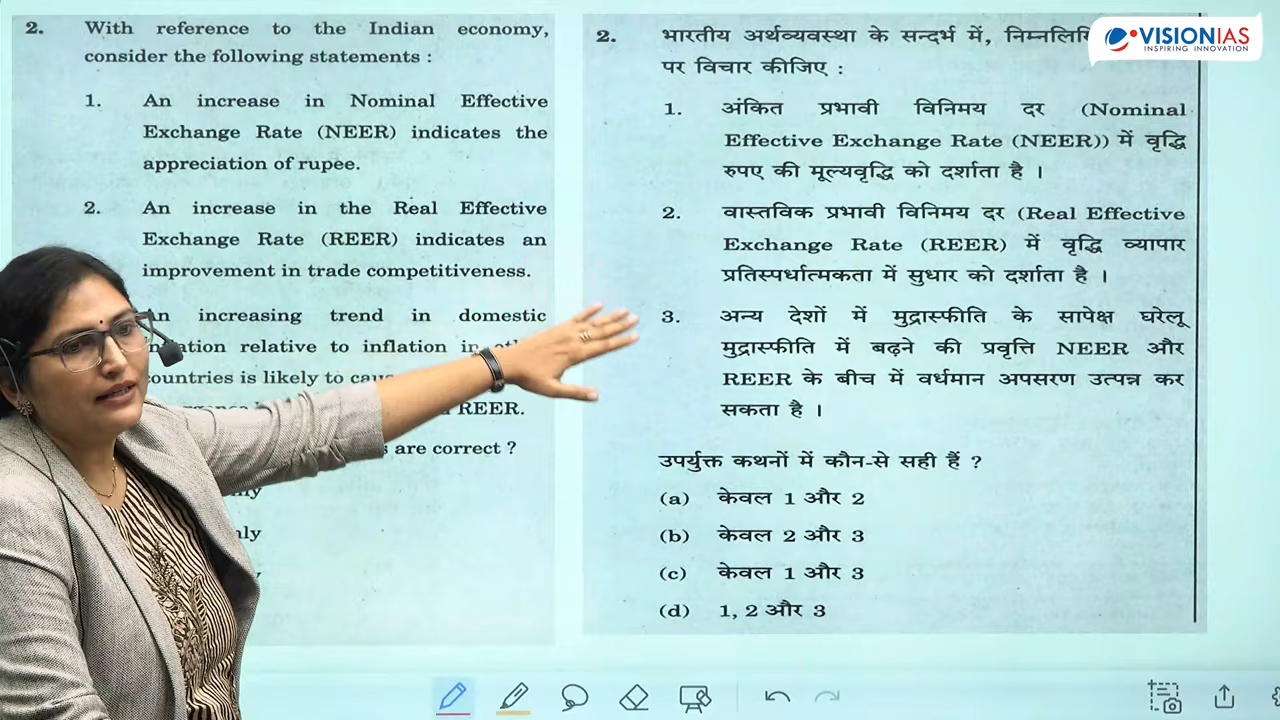 2. With reference to the Indian economy,
consider the following statements :
1. An increase in Nominal Effective
Exchange Rate (NEER) indicates the
appreciation of rupee.
2. An increase in the Real Effective
Exchange Rate (REER) indicates an
improvement in trade competitiveness.
increasing trend in domestic
relative to inflation in
countries is likely to
REER.
are correct ?
2. भारतीय अर्थव्यवस्था के सन्दर्भ में,
पर विचार कीजिए :
1. अंकित प्रभावी विनिमय दर (Nominal
Effective Exchange Rate (NEER)) में वृद्धि
रुपए की मूल्यवृद्धि को दर्शाता है ।
2. वास्तविक प्रभावी विनिमय दर (Real Effective
Exchange Rate (REER) में वृद्धि व्यापार
प्रतिस्पर्धात्मकता में सुधार को दर्शाता है ।
3. अन्य देशों में मुद्रास्फीति के सापेक्ष घरेलू
मुद्रास्फीति में बढ़ने की प्रवृत्ति NEER और
REER के बीच में वर्धमान अपसरण उत्पन्न कर
सकता है ।
उपर्युक्त कथनों में कौन-से सही हैं ?
(a) केवल 1 और 2
(b) केवल 2 और 3
(c) केवल 1 और 3
(d) 1, 2 और 3
VISIONIAS
INSPIRING INNOVATION